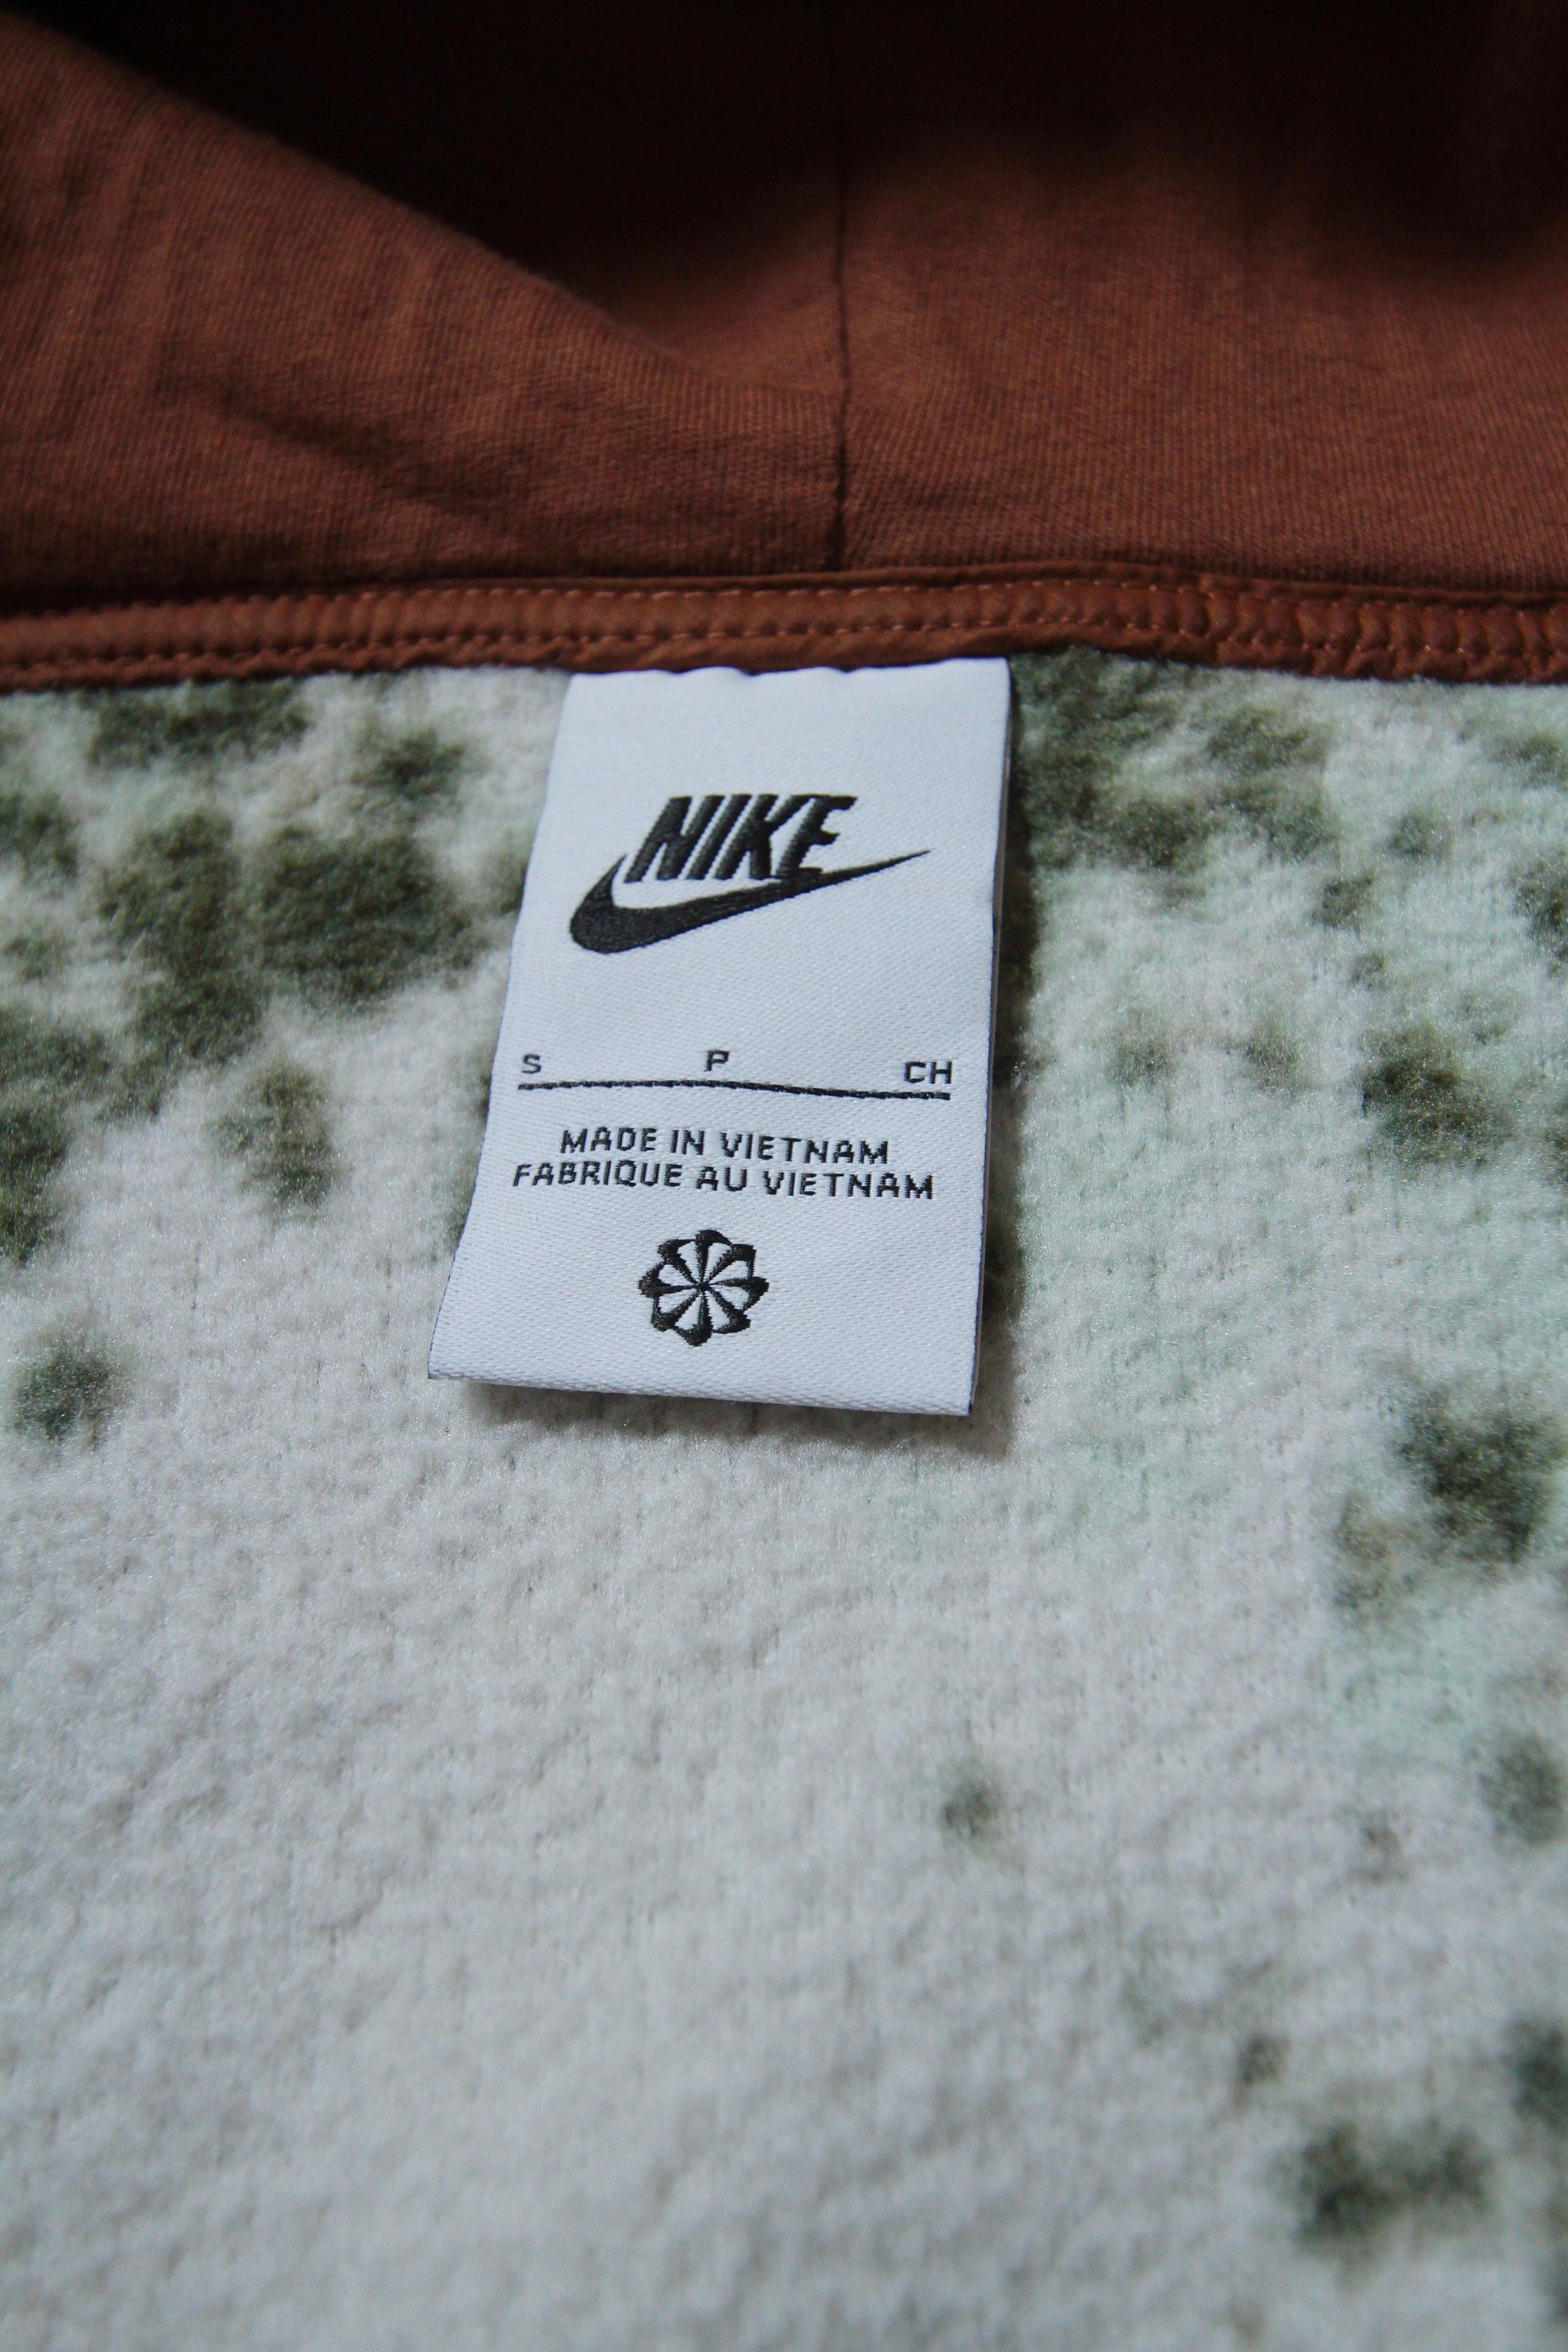 NIKE
S P CH
MADE IN VIETNAM
FABRIQUE AU VIETNAM